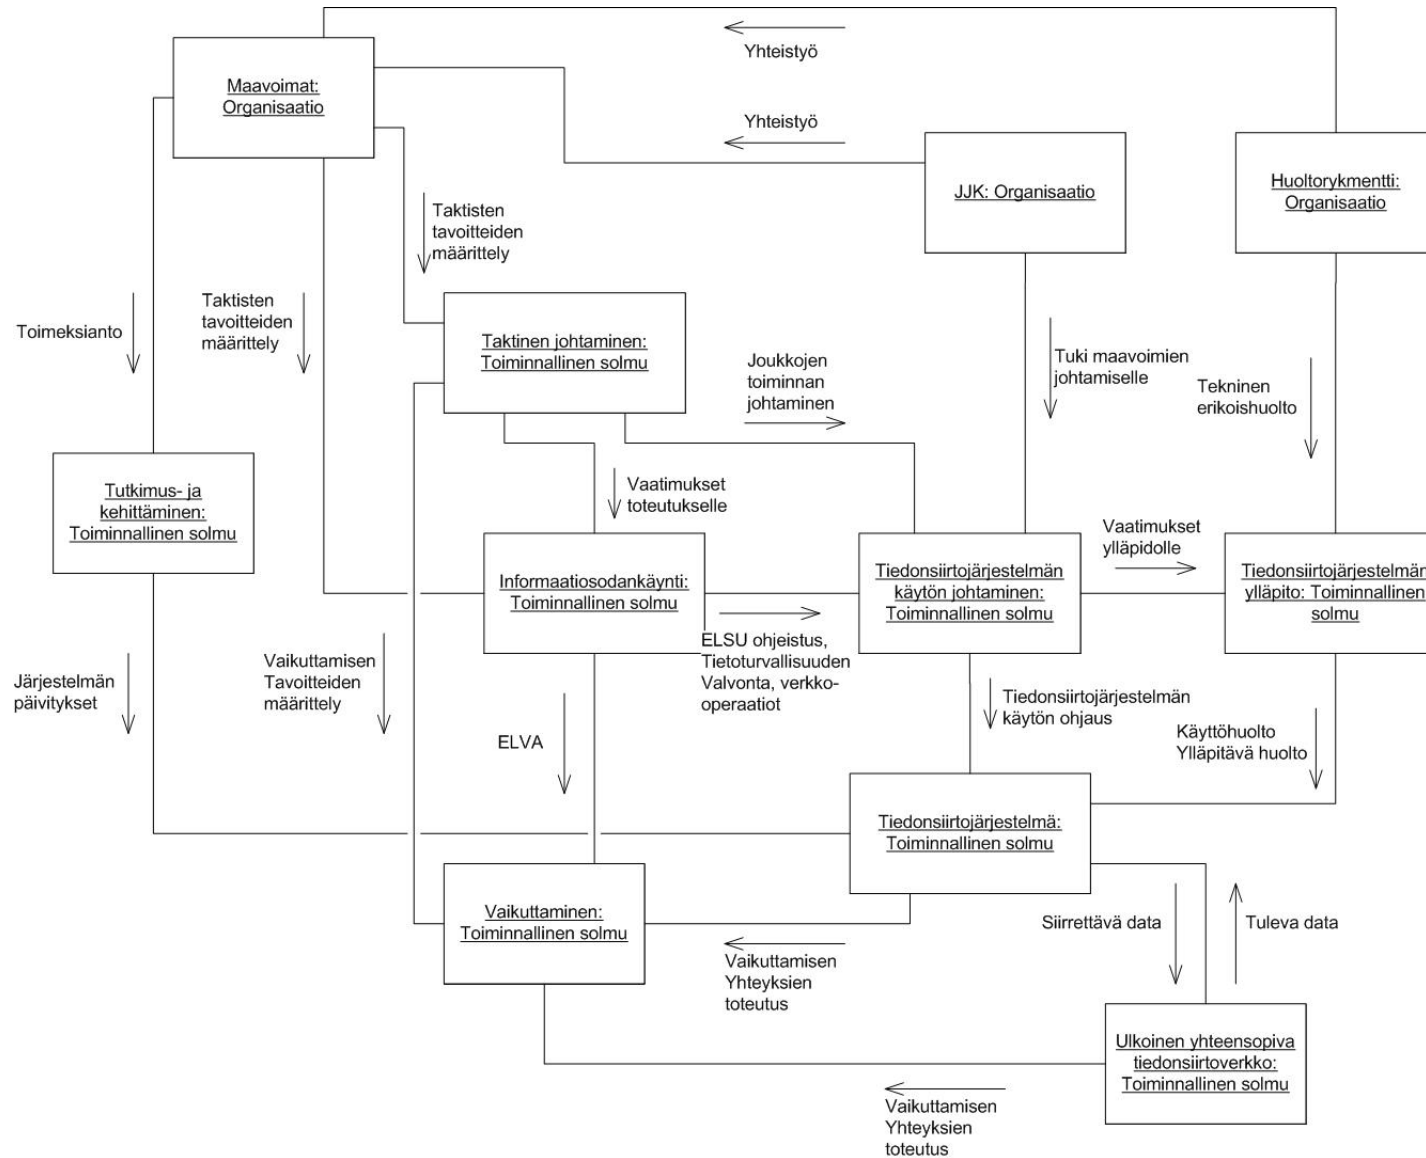 Yhteistyö
Maavoimat:
Organisaatio
Yhteistyö
JJK: Organisaatio
Huoltorykmentti:
Organisaatio
Taktisten
tavoitteiden
määrittely
Toimeksianto
Taktisten
tavoitteiden
määrittely
Taktinen johtaminen:
Toiminnallinen solmu
Joukkojen
toiminnan
johtaminen
Tuki maavoimien
johtamiselle
Tekninen
erikoishuolto
Tutkimus- ja
kehittäminen:
Toiminnallinen solmu
Vaatimukset
toteutukselle
Informaatiosodankäynti:
Toiminnallinen solmu
Tiedonsiirtojärjestelmän
käytön johtaminen:
Toiminnallinen solmu
Vaatimukset
ylläpidolle
Tiedonsiirtojärjestelmän
ylläpito: Toiminnallinen
solmu
Järjestelmän
päivitykset
Vaikuttamisen
Tavoitteiden
määrittely
ELVA
ELSU ohjeistus,
Tietoturvallisuuden
Valvonta, verkko-
operaatiot
Tiedonsiirtojärjestelmän
käytön ohjaus
Käyttöhuolto
Ylläpitävä huolto
Tiedonsiirtojärjestelmä:
Toiminnallinen solmu
Vaikuttaminen:
Toiminnallinen solmu
Vaikuttamisen
Yhteyksien
toteutus
Siirrettävä data
Tuleva data
Ulkoinen yhteensopiva
tiedonsiirtoverkko:
Toiminnallinen solmu
Vaikuttamisen
Yhteyksien
toteutus